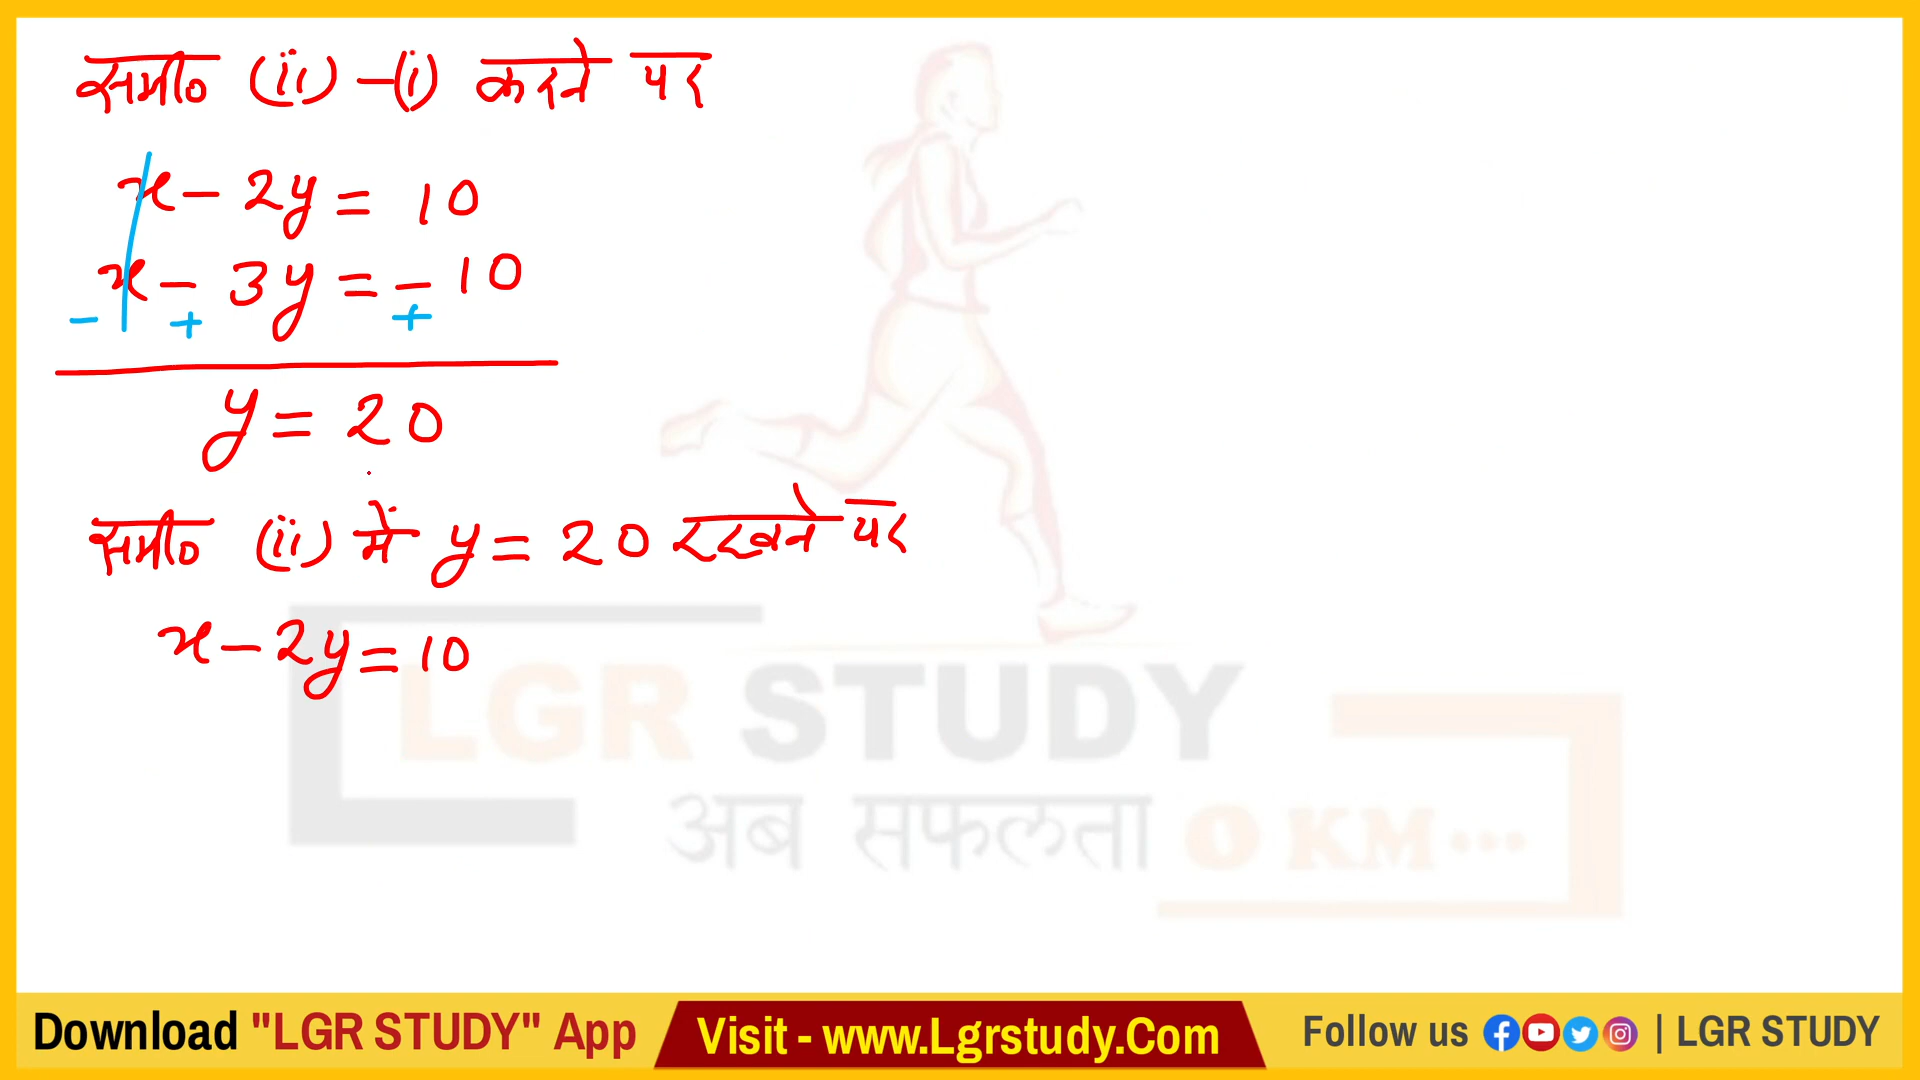 समी० (ii) - (i) करने पर
x - 2y = 10
x - 3y = - 10
- + +
y = 20
समी० (ii) में y = 20 रखने पर
x - 2y = 10
LGR STUDY
अब सफलता 0 KM...
Download "LGR STUDY" App Visit - www.Lgrstudy.Com Follow us | LGR STUDY